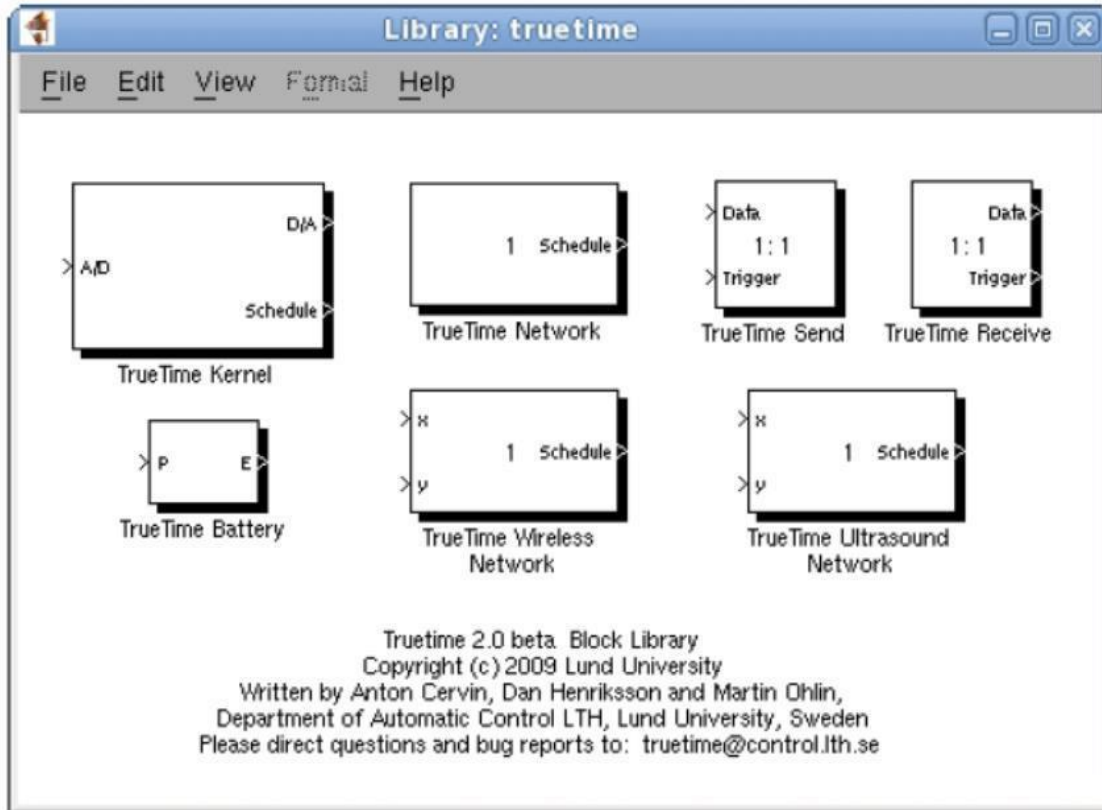 Library: truetime
File Edit View Format Help
A/D
D/A
Schedule
TrueTime Kernel
1 Schedule
TrueTime Network
Data
1:1
Trigger
TrueTime Send
Data
1:1
Trigger
TrueTime Receive
P E
TrueTime Battery
x
1 Schedule
y
TrueTime Wireless
Network
x
1 Schedule
y
TrueTime Ultrasound
Network
Truetime 2.0 beta Block Library
Copyright (c) 2009 Lund University
Written by Anton Cervin, Dan Henriksson and Martin Ohlin,
Department of Automatic Control LTH, Lund University, Sweden
Please direct questions and bug reports to: truetime@control.lth.se